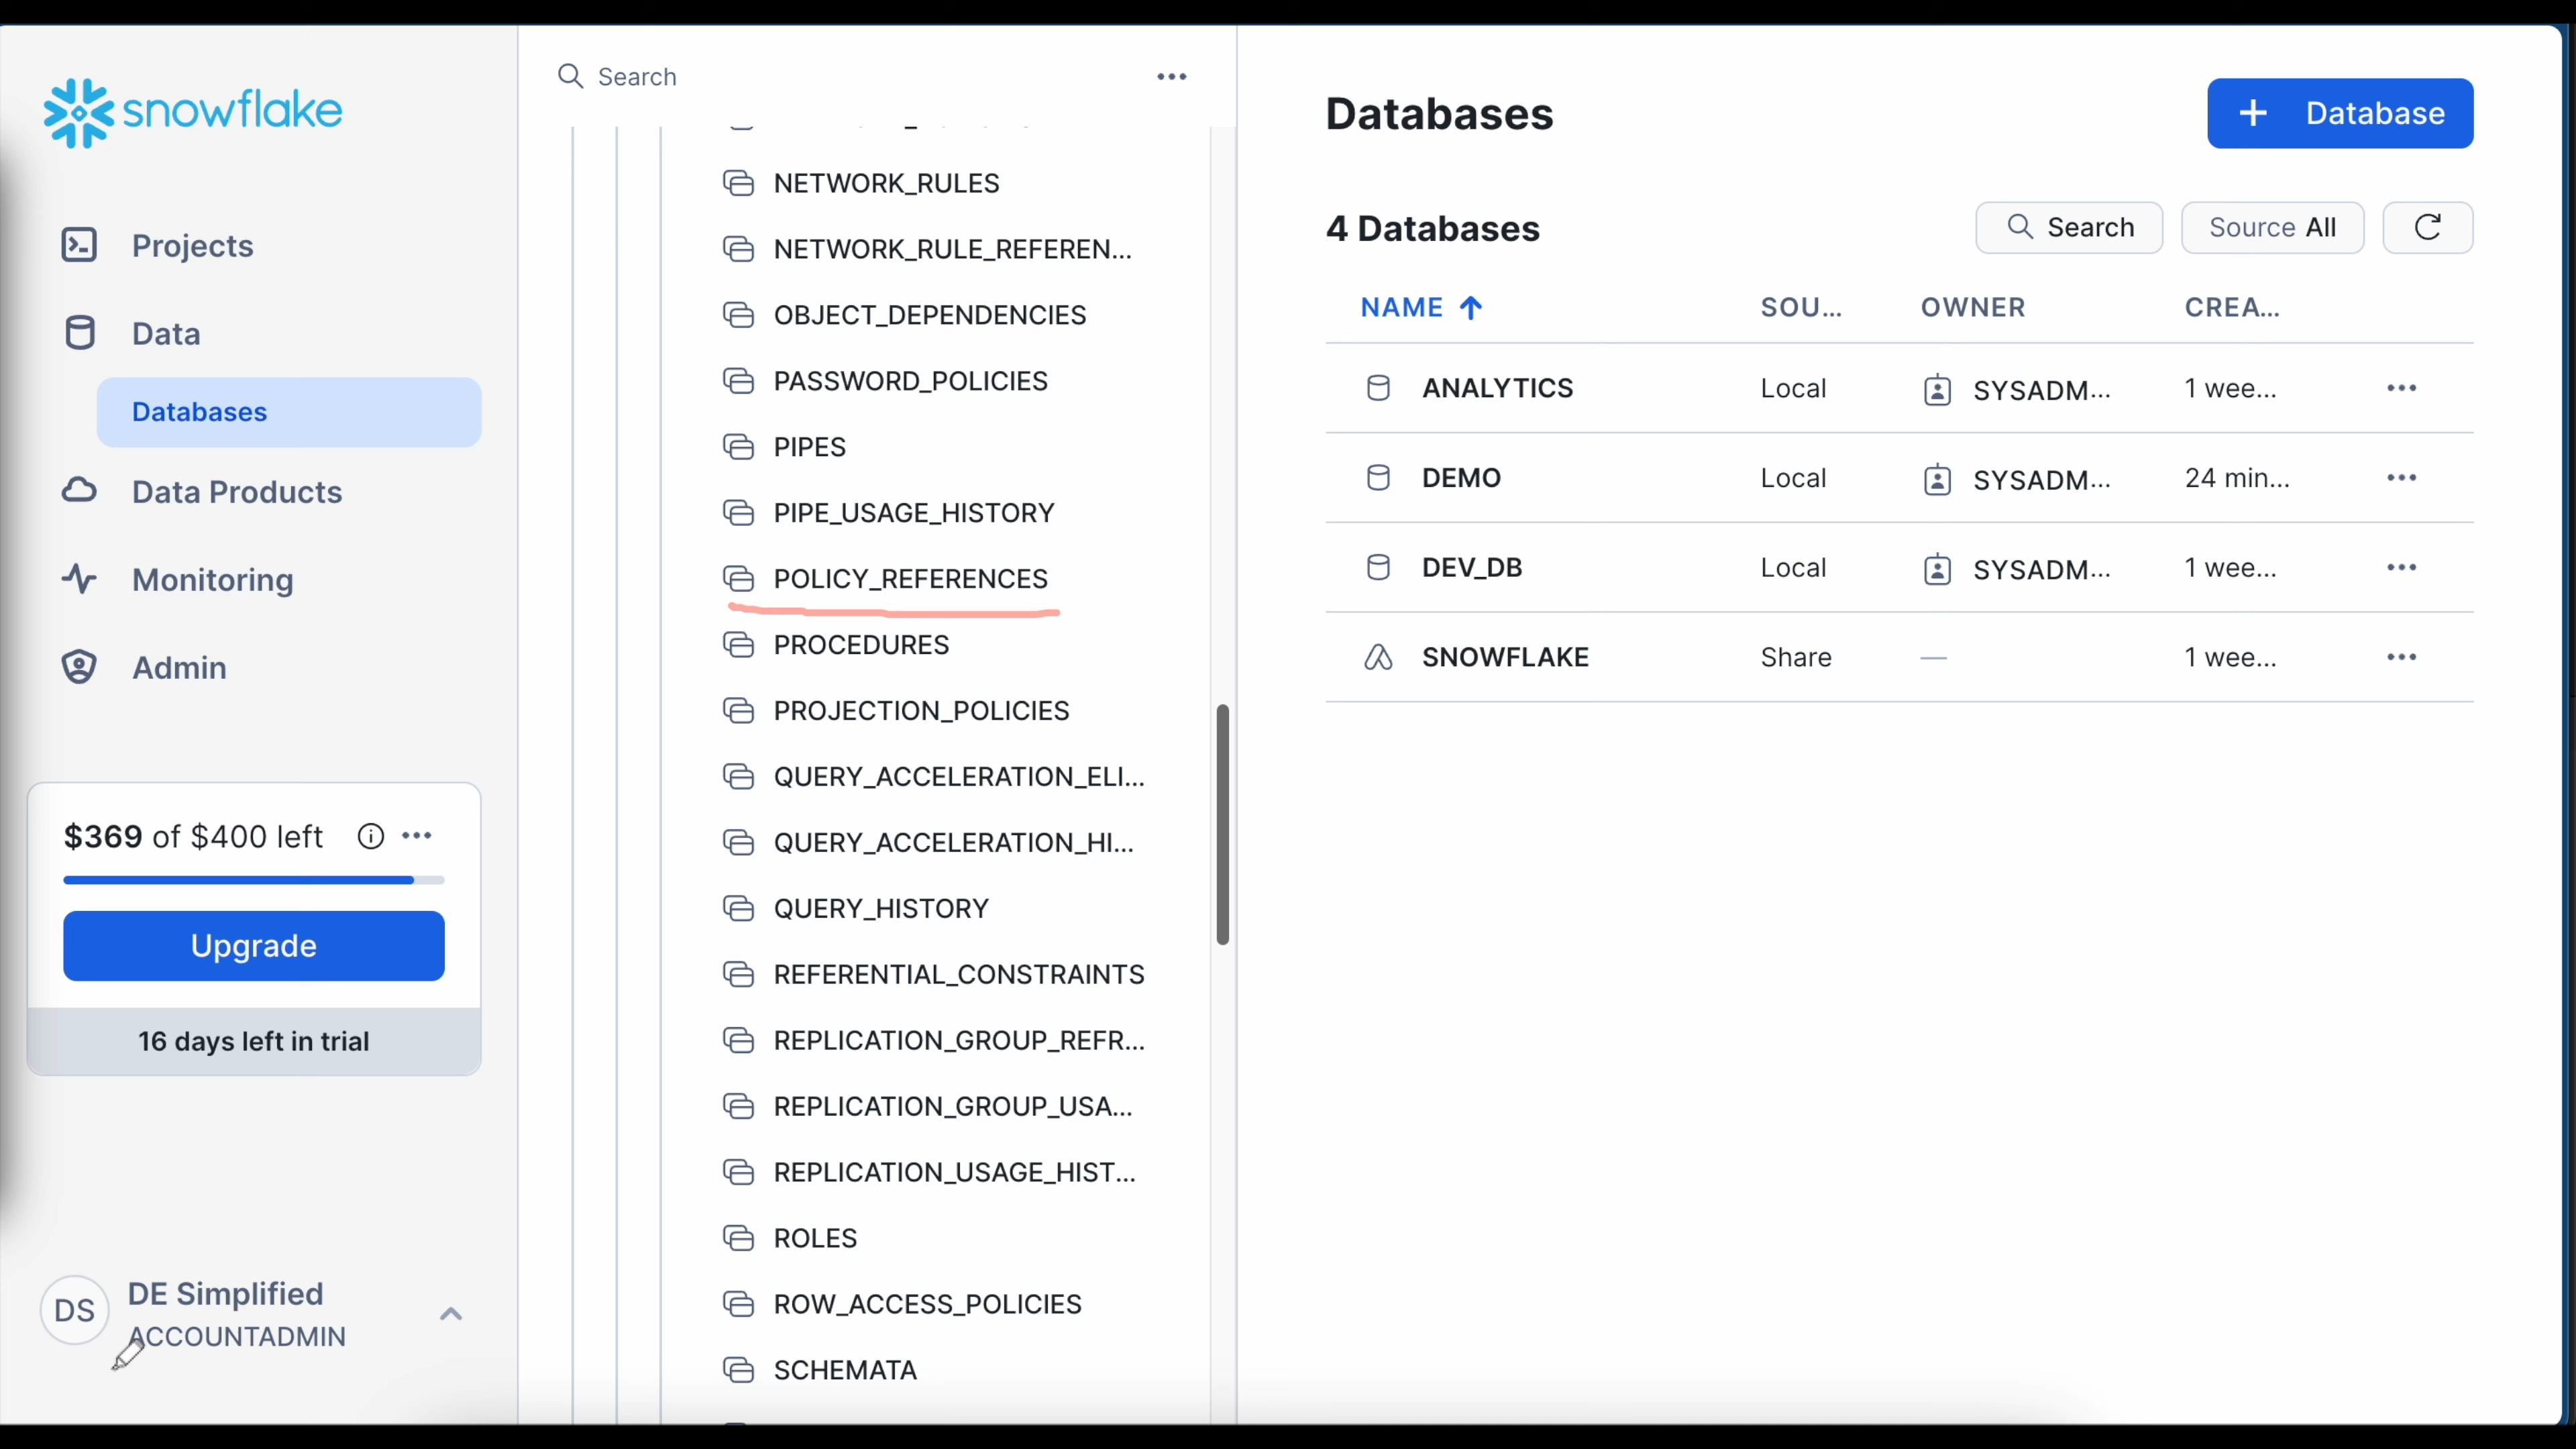 snowflake
Projects
Data
Databases
Data Products
Monitoring
Admin
$369 of $400 left
Upgrade
16 days left in trial
DS
DE Simplified
ACCOUNTADMIN
Search
NETWORK_RULES
NETWORK_RULE_REFEREN...
OBJECT_DEPENDENCIES
PASSWORD_POLICIES
PIPES
PIPE_USAGE_HISTORY
POLICY_REFERENCES
PROCEDURES
PROJECTION_POLICIES
QUERY_ACCELERATION_ELI...
QUERY_ACCELERATION_HI...
QUERY_HISTORY
REFERENTIAL_CONSTRAINTS
REPLICATION_GROUP_REFR...
REPLICATION_GROUP_USA...
REPLICATION_USAGE_HIST...
ROLES
ROW_ACCESS_POLICIES
SCHEMATA
Databases
+ Database
4 Databases
Search
Source All
NAME SOU... OWNER CREA...
ANALYTICS Local SYSADM... 1 wee...
DEMO Local SYSADM... 24 min...
DEV_DB Local SYSADM... 1 wee...
SNOWFLAKE Share — 1 wee...